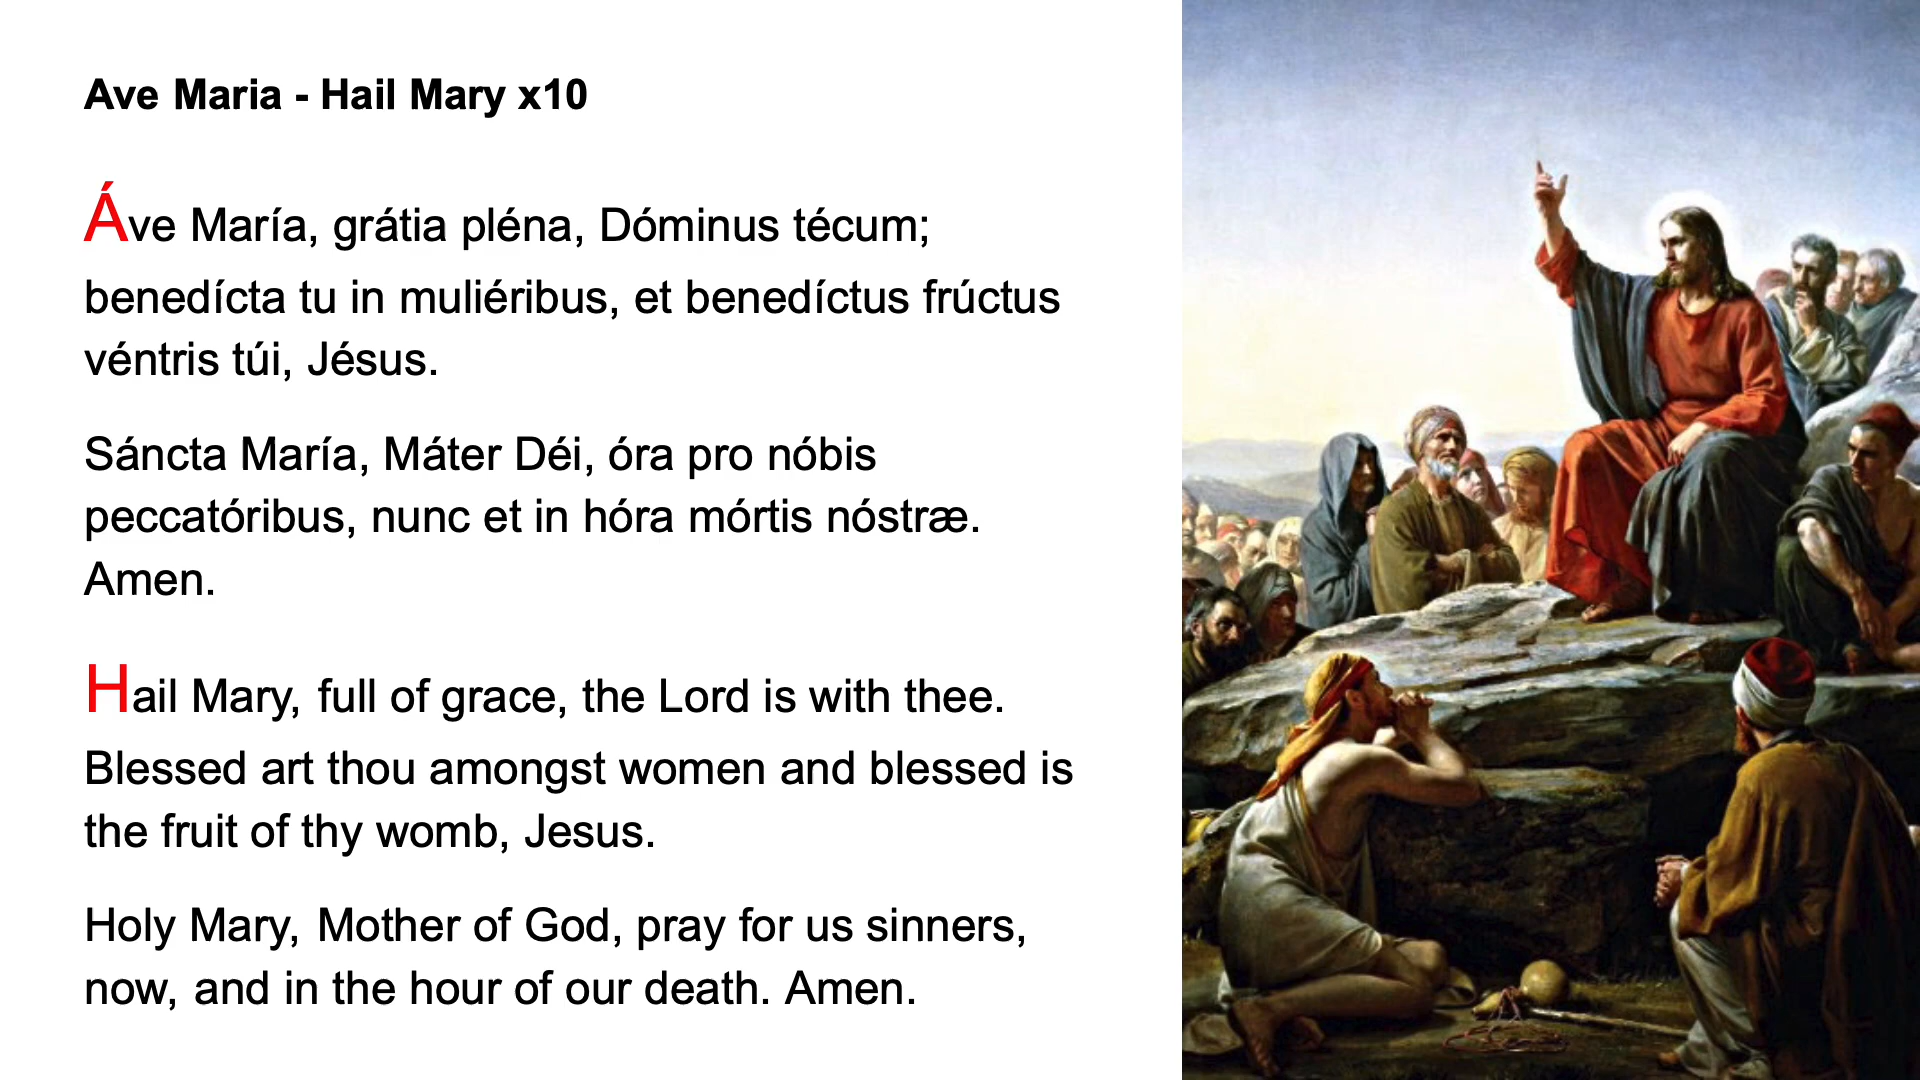 Ave Maria - Hail Mary x10
Áve María, grátia pléna, Dóminus técum;
benedícta tu in muliéribus, et benedíctus frúctus
véntris túi, Jésus.
Sáncta María, Máter Déi, óra pro nóbis
peccatóribus, nunc et in hóra mórtis nóstræ.
Amen.
Hail Mary, full of grace, the Lord is with thee.
Blessed art thou amongst women and blessed is
the fruit of thy womb, Jesus.
Holy Mary, Mother of God, pray for us sinners,
now, and in the hour of our death. Amen.